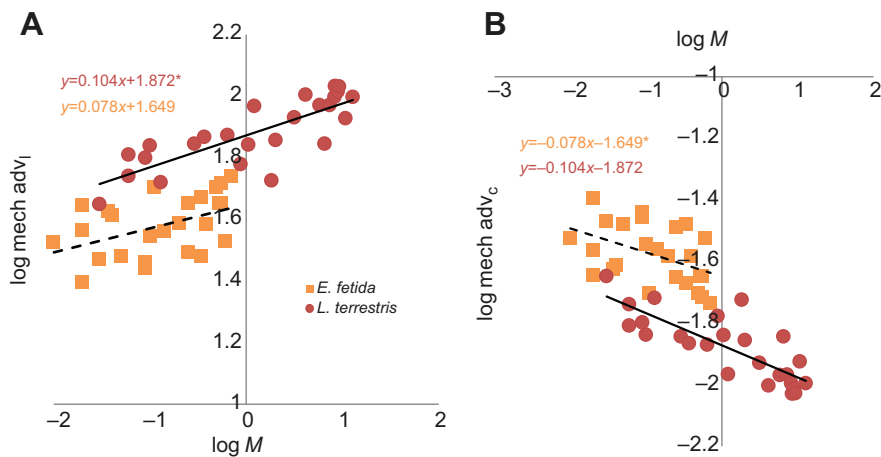 A
2.2
y=0.104x+1.872*
y=0.078x+1.649
2
1.8
1.6
1.4
1.2
1
log mech advl
E. fetida
L. terrestris
–2
–1
0
1
2
log M
B
log M
–3
–2
–1
0
1
2
–1
–1.2
y=–0.078x–1.649*
y=–0.104x–1.872
–1.4
–1.6
–1.8
–2
–2.2
log mech advc